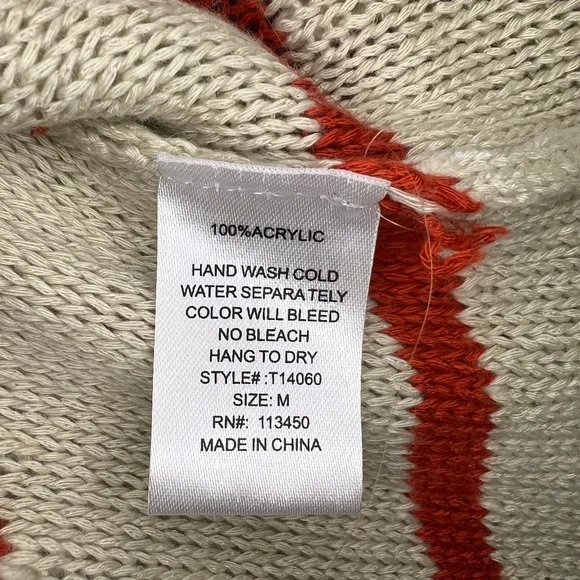 100%ACRYLIC
HAND WASH COLD
WATER SEPARA TELY
COLOR WILL BLEED
NO BLEACH
HANG TO DRY
STYLE# :T14060
SIZE: M
RN#: 113450
MADE IN CHINA